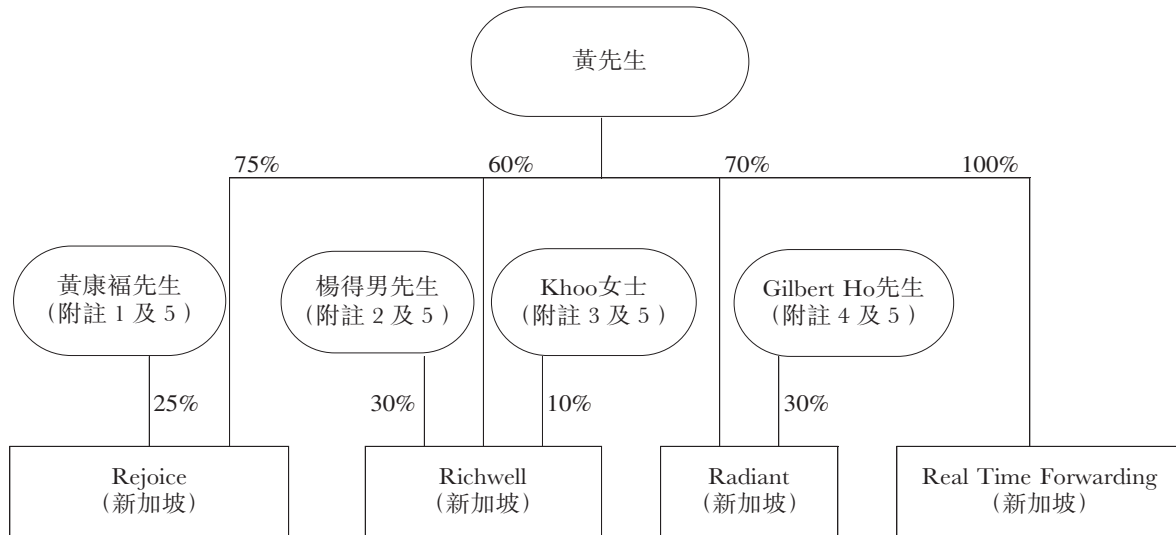 黃先生
75%
60%
70%
100%
黃康褔先生
(附註 1 及 5)
楊得男先生
(附註 2 及 5)
Khoo女士
(附註 3 及 5)
Gilbert Ho先生
(附註 4 及 5)
25%
30%
10%
30%
Rejoice
(新加坡)
Richwell
(新加坡)
Radiant
(新加坡)
Real Time Forwarding
(新加坡)